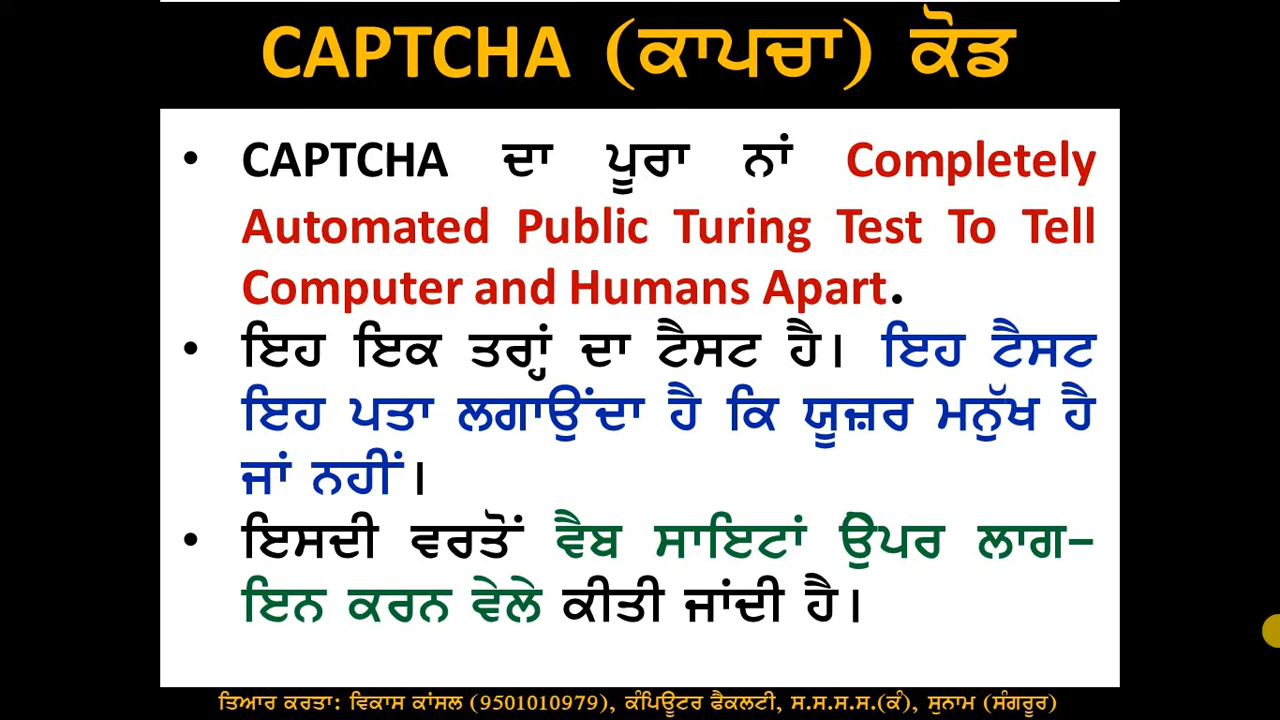 CAPTCHA (ਕਾਪਚਾ) ਕੋਡ
• CAPTCHA ਦਾ ਪੂਰਾ ਨਾਂ Completely
Automated Public Turing Test To Tell
Computer and Humans Apart.
• ਇਹ ਇਕ ਤਰ੍ਹਾਂ ਦਾ ਟੈਸਟ ਹੈ। ਇਹ ਟੈਸਟ
ਇਹ ਪਤਾ ਲਗਾਉਂਦਾ ਹੈ ਕਿ ਯੂਜ਼ਰ ਮਨੁੱਖ ਹੈ
ਜਾਂ ਨਹੀਂ।
• ਇਸਦੀ ਵਰਤੋਂ ਵੈਬ ਸਾਇਟਾਂ ਉਪਰ ਲਾਗ-
ਇਨ ਕਰਨ ਵੇਲੇ ਕੀਤੀ ਜਾਂਦੀ ਹੈ।
ਤਿਆਰ ਕਰਤਾ: ਵਿਕਾਸ ਕਾਂਸਲ (9501010979), ਕੰਪਿਊਟਰ ਫੈਕਲਟੀ, ਸ.ਸ.ਸ.ਸ.(ਕੰ), ਸੁਨਾਮ (ਸੰਗਰੂਰ)